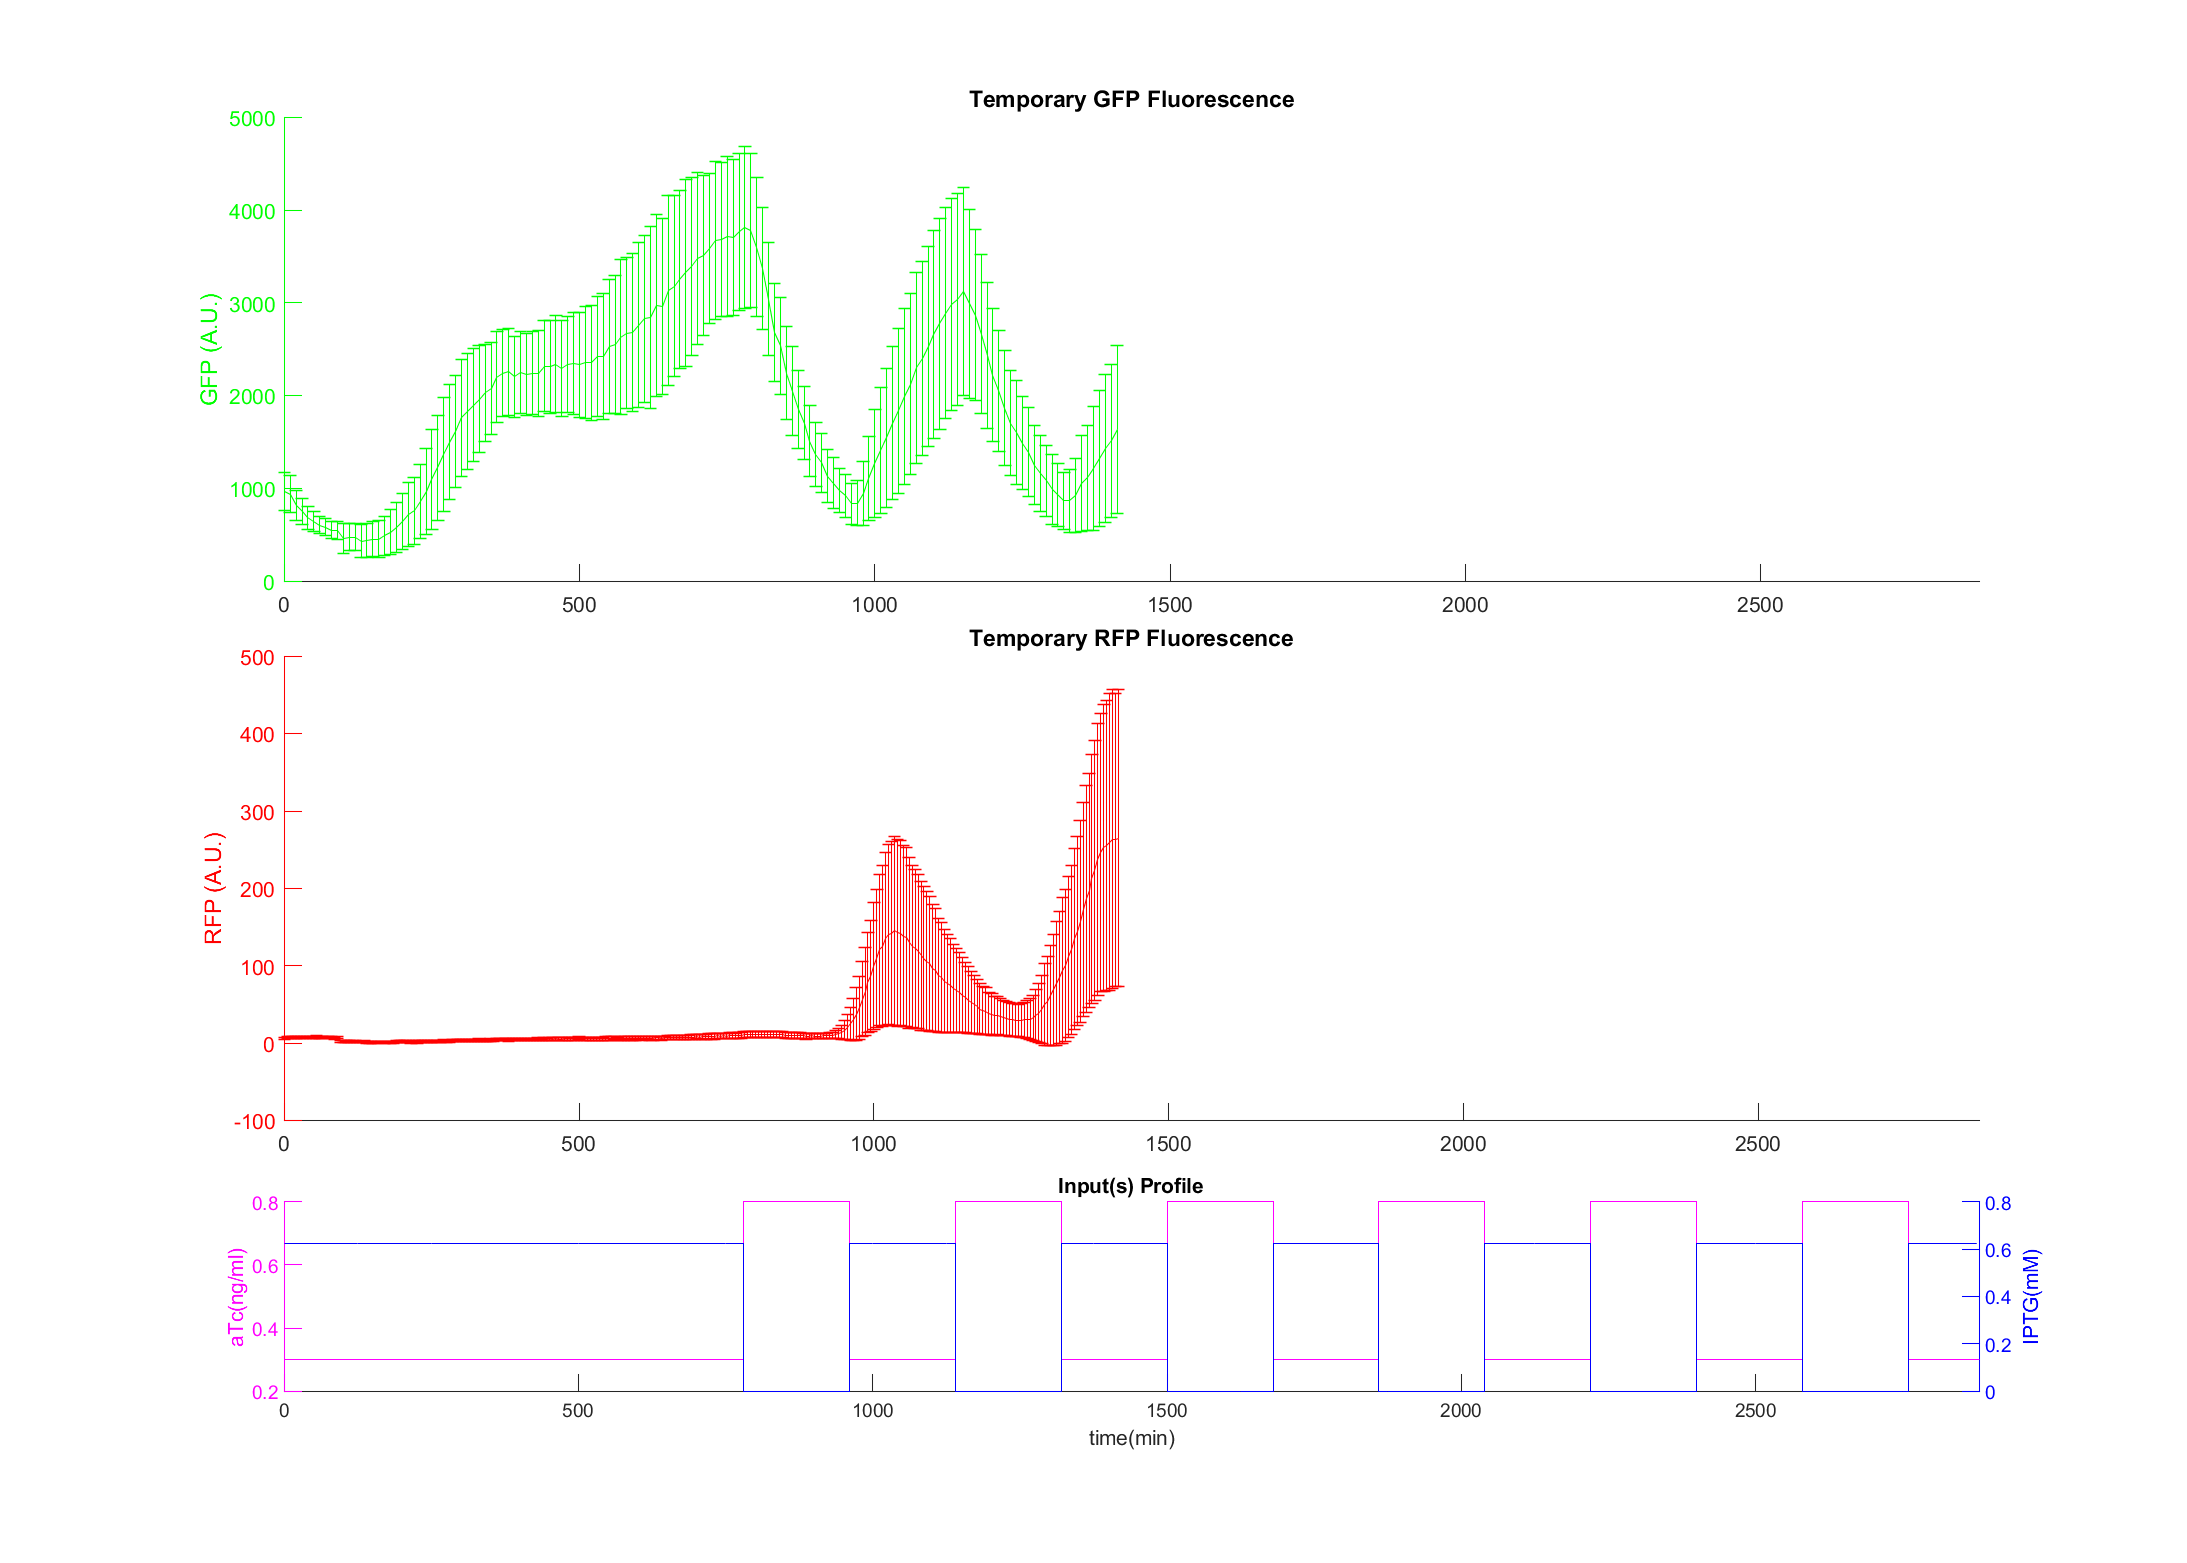 Temporary GFP Fluorescence
5000
4000
3000
2000
1000
0
GFP (A.U.)
0 500 1000 1500 2000 2500
Temporary RFP Fluorescence
500
400
300
200
100
0
-100
RFP (A.U.)
0 500 1000 1500 2000 2500
Input(s) Profile
0.8
0.6
0.4
0.2
aTc(ng/ml)
0.8
0.6
0.4
0.2
0
IPTG(mM)
0 500 1000 1500 2000 2500
time(min)